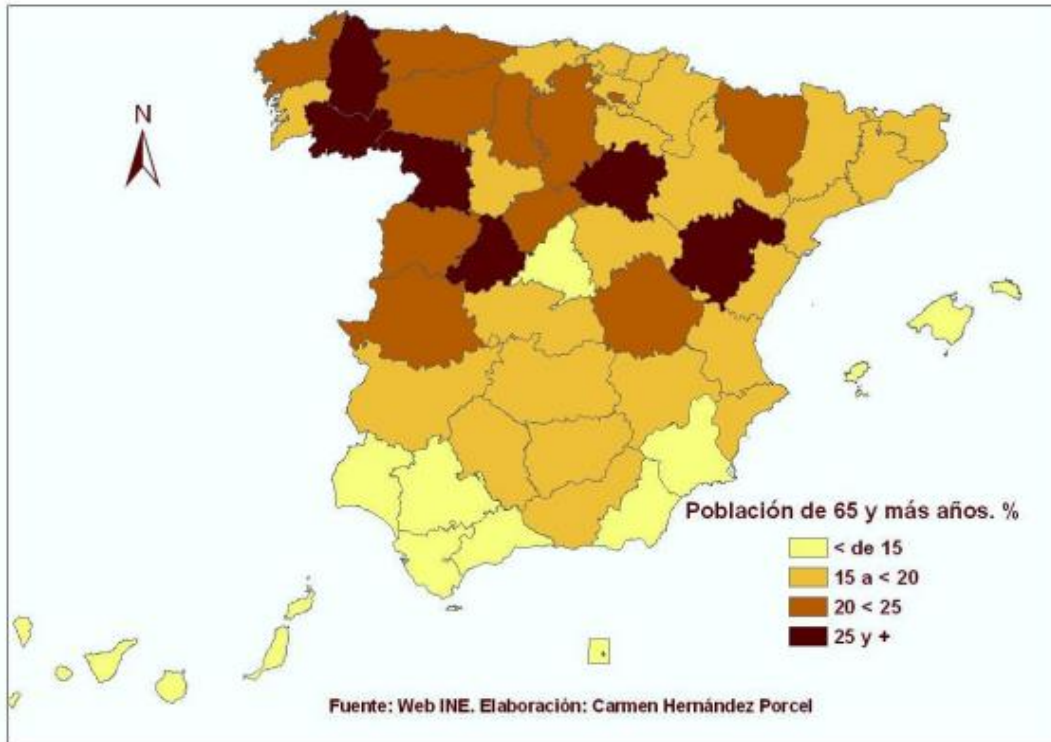 N
Población de 65 y más años. %
< de 15
15 a < 20
20 < 25
25 y +
Fuente: Web INE. Elaboración: Carmen Hernández Porcel